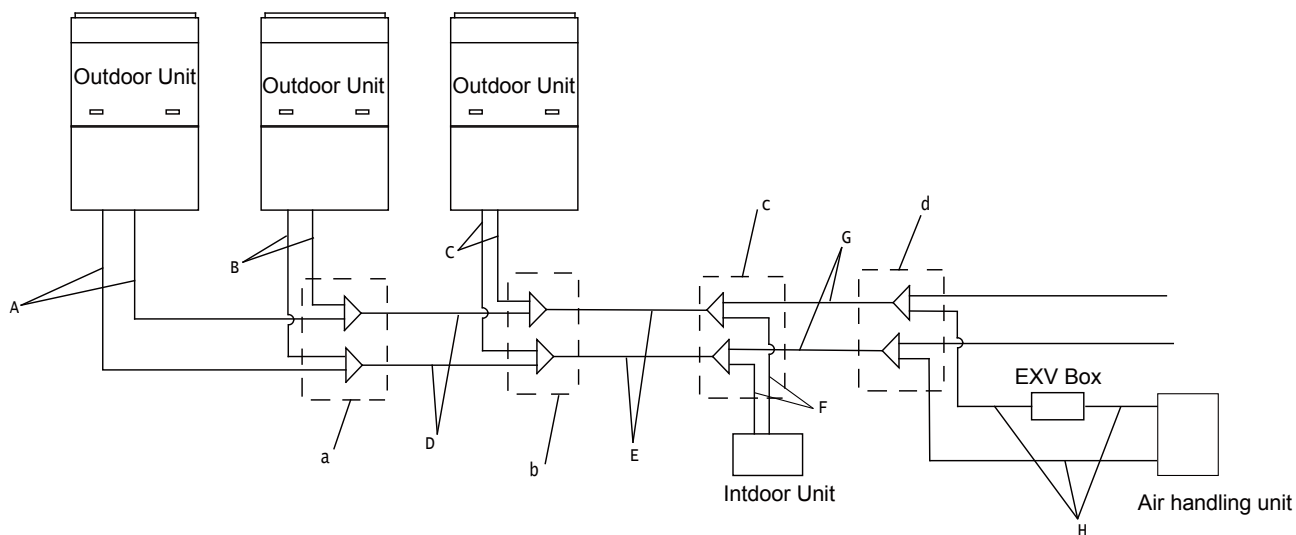 Outdoor Unit
Outdoor Unit
Outdoor Unit
c
d
G
A
B
C
EXV Box
F
D
E
a
b
Intdoor Unit
Air handling unit
H